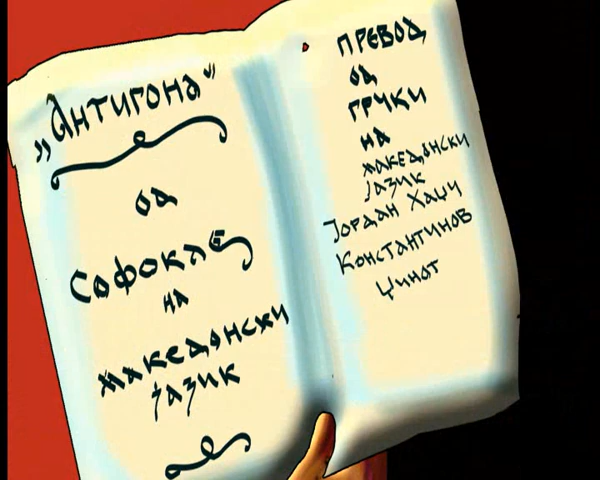 „Антигона“
од
Софокле
на
македонски
јазик
превод
од
грчки
на
македонски
јазик
Јордан Хаџи
Константинов
Џинот